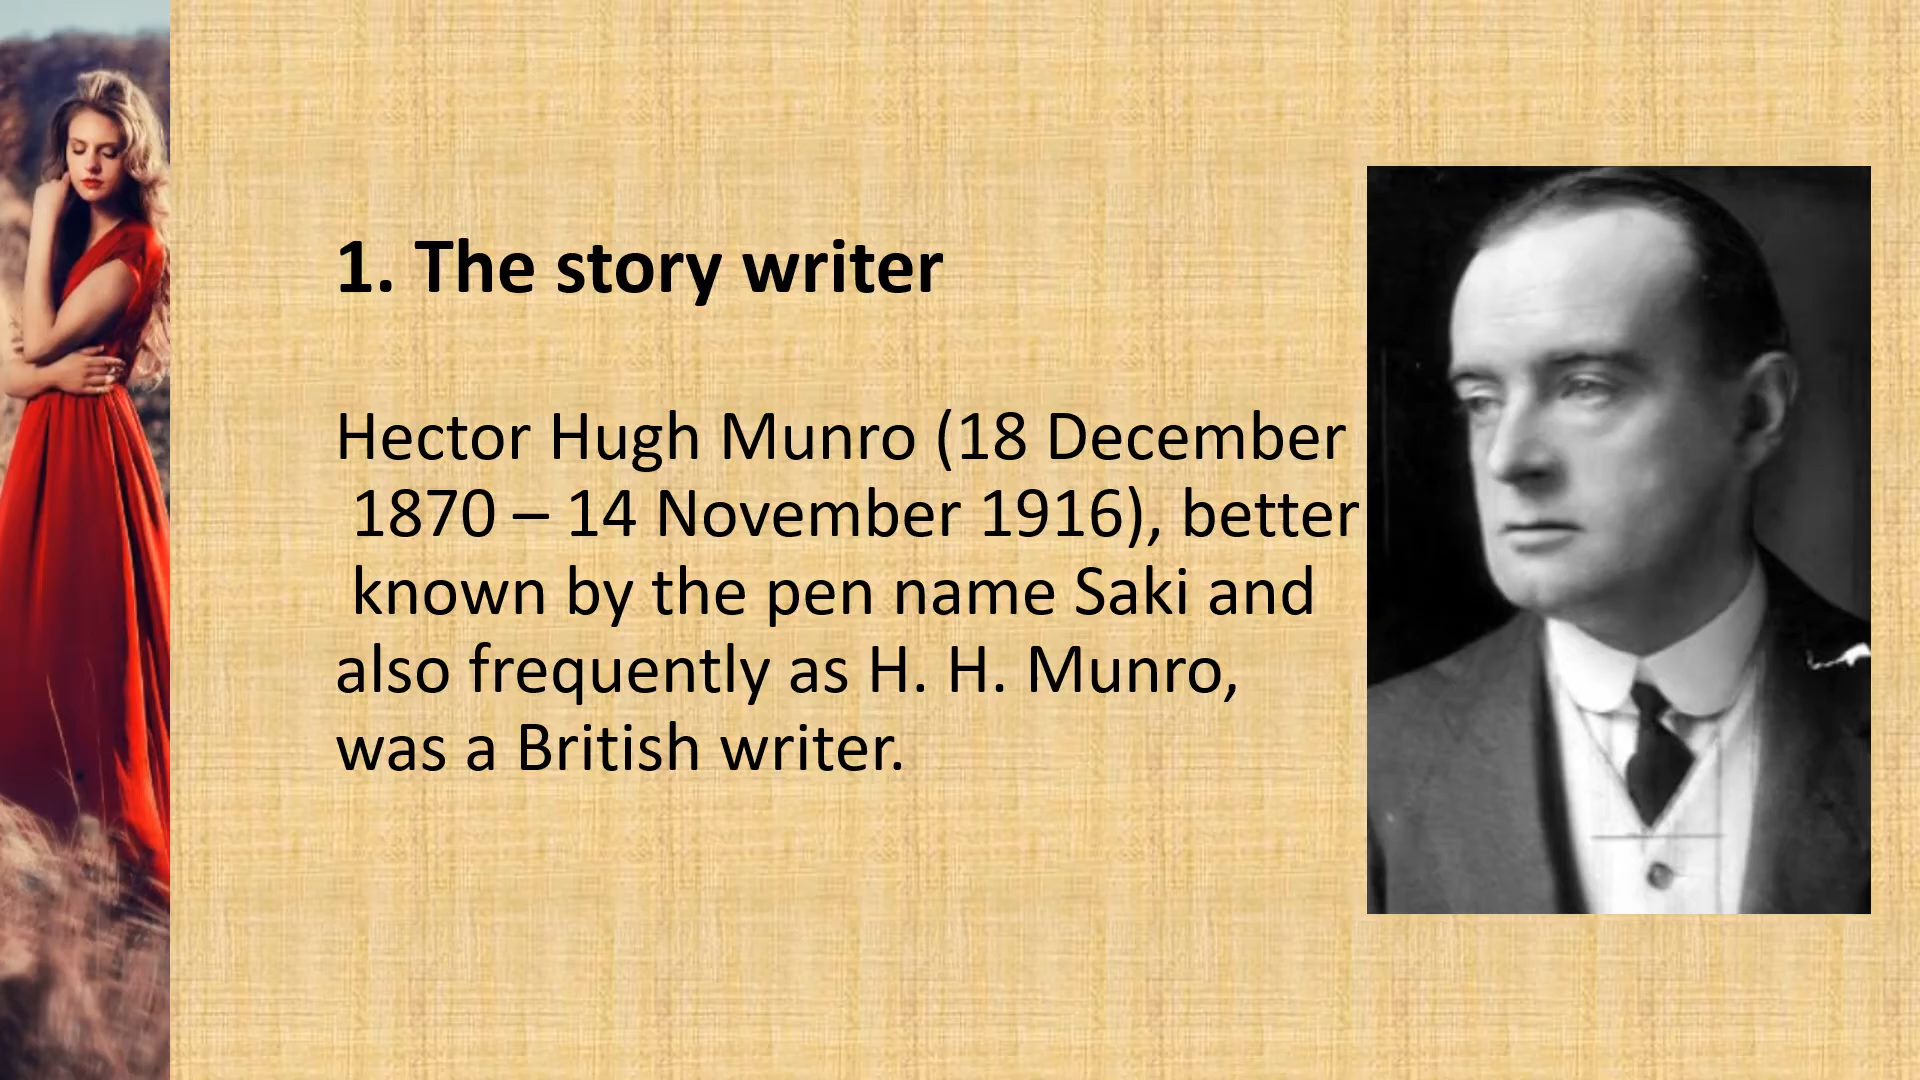 1. The story writer
Hector Hugh Munro (18 December
1870 – 14 November 1916), better
known by the pen name Saki and
also frequently as H. H. Munro,
was a British writer.